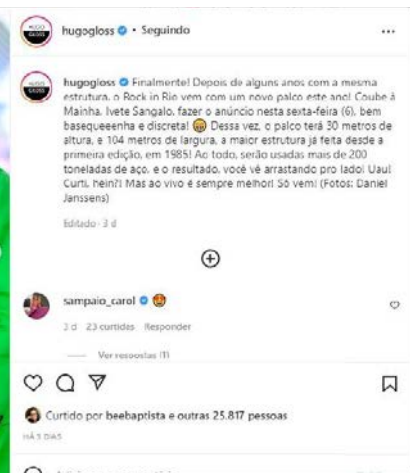 hugogloss • Seguindo
hugogloss Finalmente! Depois de alguns anos com a mesma
estrutura, o Rock in Rio vem com um novo palco este ano! Coube à
Mainha, Ivete Sangalo, fazer o anúncio nesta sexta-feira (6), bem
basequeeenha e discreta! 😁 Dessa vez, o palco terá 30 metros de
altura, e 104 metros de largura, a maior estrutura já feita desde a
primeira edição, em 1985! Ao todo, serão usadas mais de 200
toneladas de aço, e o resultado, você vê arrastando pro lado! Uau!
Curti, hein?! Mas ao vivo é sempre melhor! Só vem! (Fotos: Daniel
Janssens)
Editado · 3 d
sampaio_carol 🤩
3 d 23 curtidas Responder
Ver respostas (1)
Curtido por beebaptista e outras 25.817 pessoas
HÁ 3 DIAS